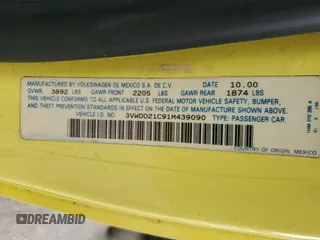 MANUFACTURED BY VOLKSWAGEN DE MEXICO S.A. DE C.V. 10.00
GVWR 3892 LBS GAWR FRONT 2205 LBS GAWR REAR 1874 LBS
THIS VEHICLE CONFORMS TO ALL APPLICABLE U.S. FEDERAL MOTOR VEHICLE SAFETY, BUMPER,
AND THEFT PREVENTION STANDARDS IN EFFECT ON THE DATE OF MANUFACTURE SHOWN ABOVE.
VEHICLE I.D. 3VWDD21C91M439090 TYPE: PASSENGER CAR
COUNTRY OF ORIGIN: MEXICO
DREAMBID